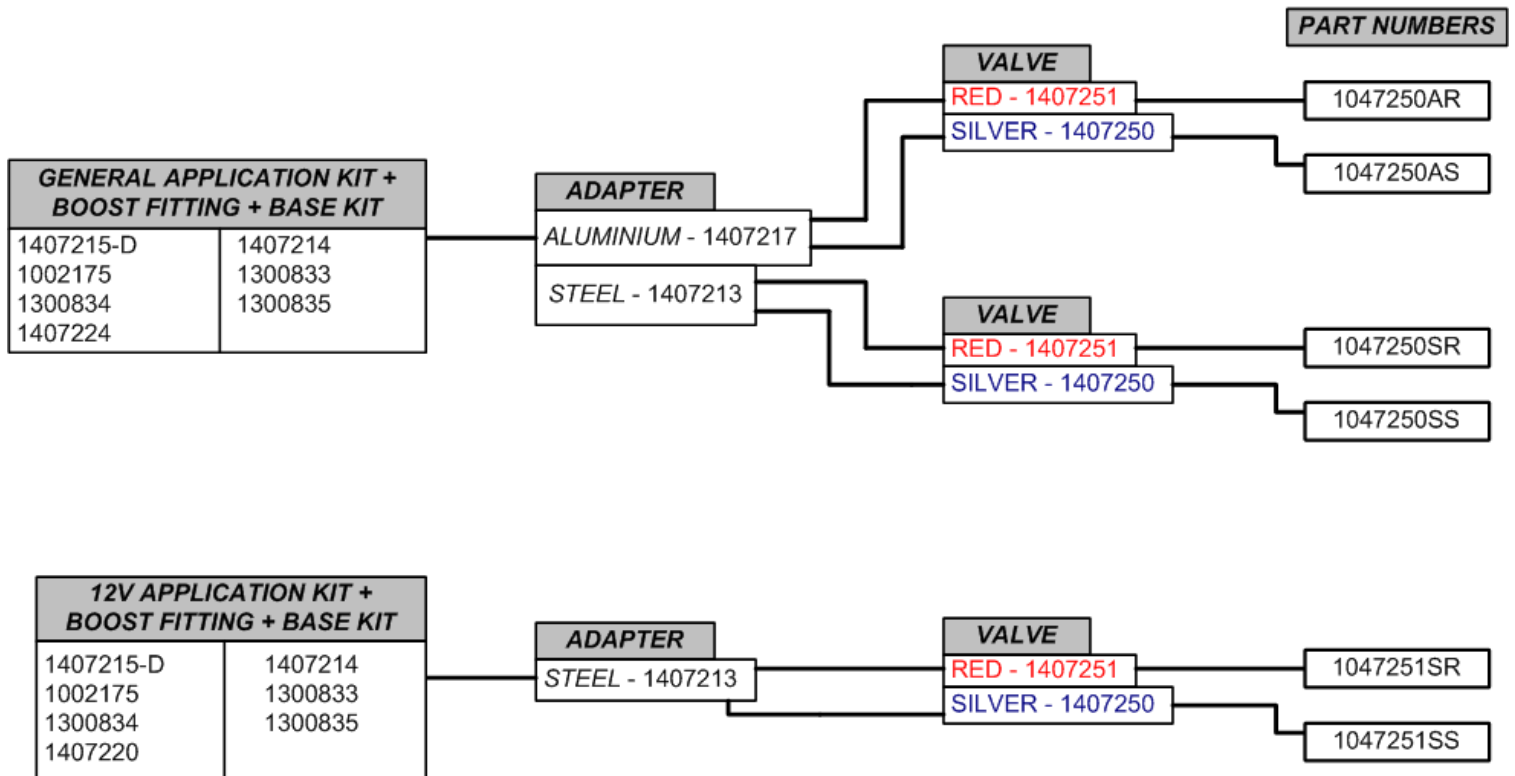 PART NUMBERS
VALVE
RED - 1407251
1047250AR
SILVER - 1407250
1047250AS
GENERAL APPLICATION KIT +
BOOST FITTING + BASE KIT
1407215-D
1002175
1300834
1407224
1407214
1300833
1300835
ADAPTER
ALUMINIUM - 1407217
STEEL - 1407213
VALVE
RED - 1407251
1047250SR
SILVER - 1407250
1047250SS
12V APPLICATION KIT +
BOOST FITTING + BASE KIT
1407215-D
1002175
1300834
1407220
1407214
1300833
1300835
ADAPTER
STEEL - 1407213
VALVE
RED - 1407251
1047251SR
SILVER - 1407250
1047251SS